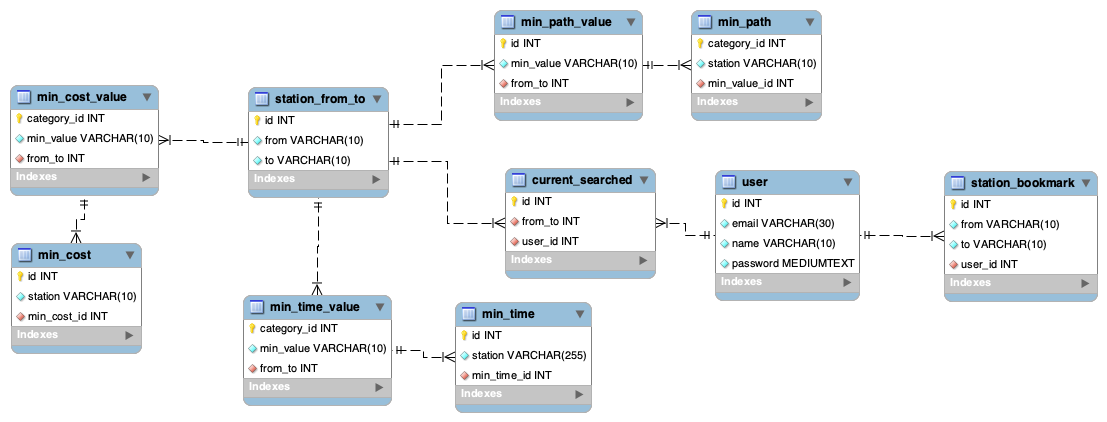 min_path_value
id INT
min_value VARCHAR(10)
from_to INT
Indexes
min_path
category_id INT
station VARCHAR(10)
min_value_id INT
Indexes
min_cost_value
category_id INT
min_value VARCHAR(10)
from_to INT
Indexes
station_from_to
id INT
from VARCHAR(10)
to VARCHAR(10)
Indexes
current_searched
id INT
from_to INT
user_id INT
Indexes
user
id INT
email VARCHAR(30)
name VARCHAR(10)
password MEDIUMTEXT
Indexes
station_bookmark
id INT
from VARCHAR(10)
to VARCHAR(10)
user_id INT
Indexes
min_cost
id INT
station VARCHAR(10)
min_cost_id INT
Indexes
min_time_value
category_id INT
min_value VARCHAR(10)
from_to INT
Indexes
min_time
id INT
station VARCHAR(255)
min_time_id INT
Indexes